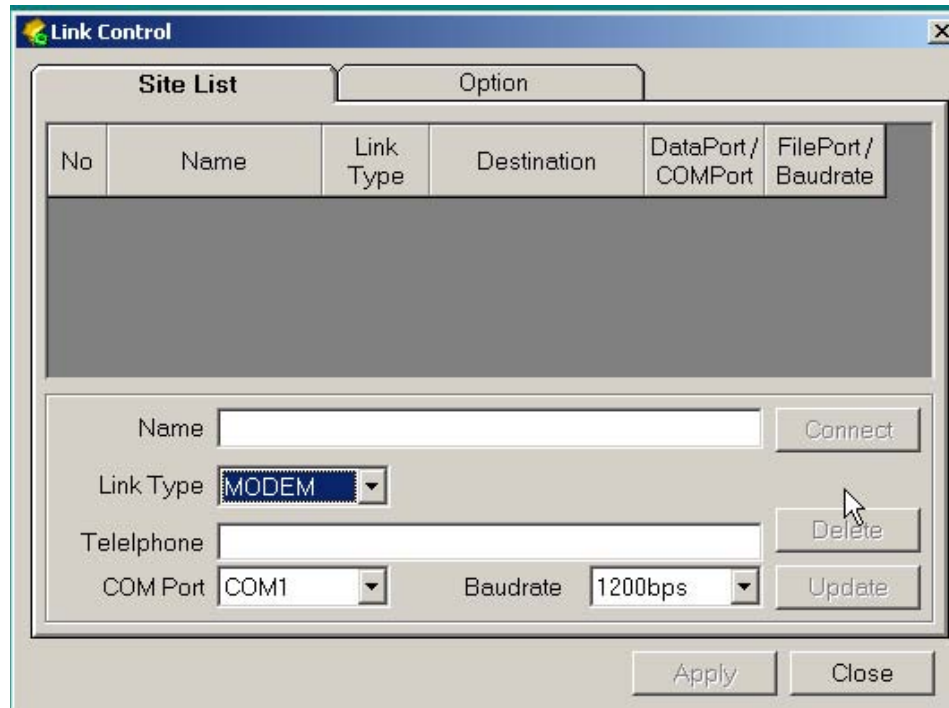 Link Control
Site List Option
No Name Link Type Destination DataPort/ COMPort FilePort/ Baudrate
Name Connect
Link Type MODEM
Delete
Telelphone
COM Port COM1 Baudrate 1200bps Update
Apply Close